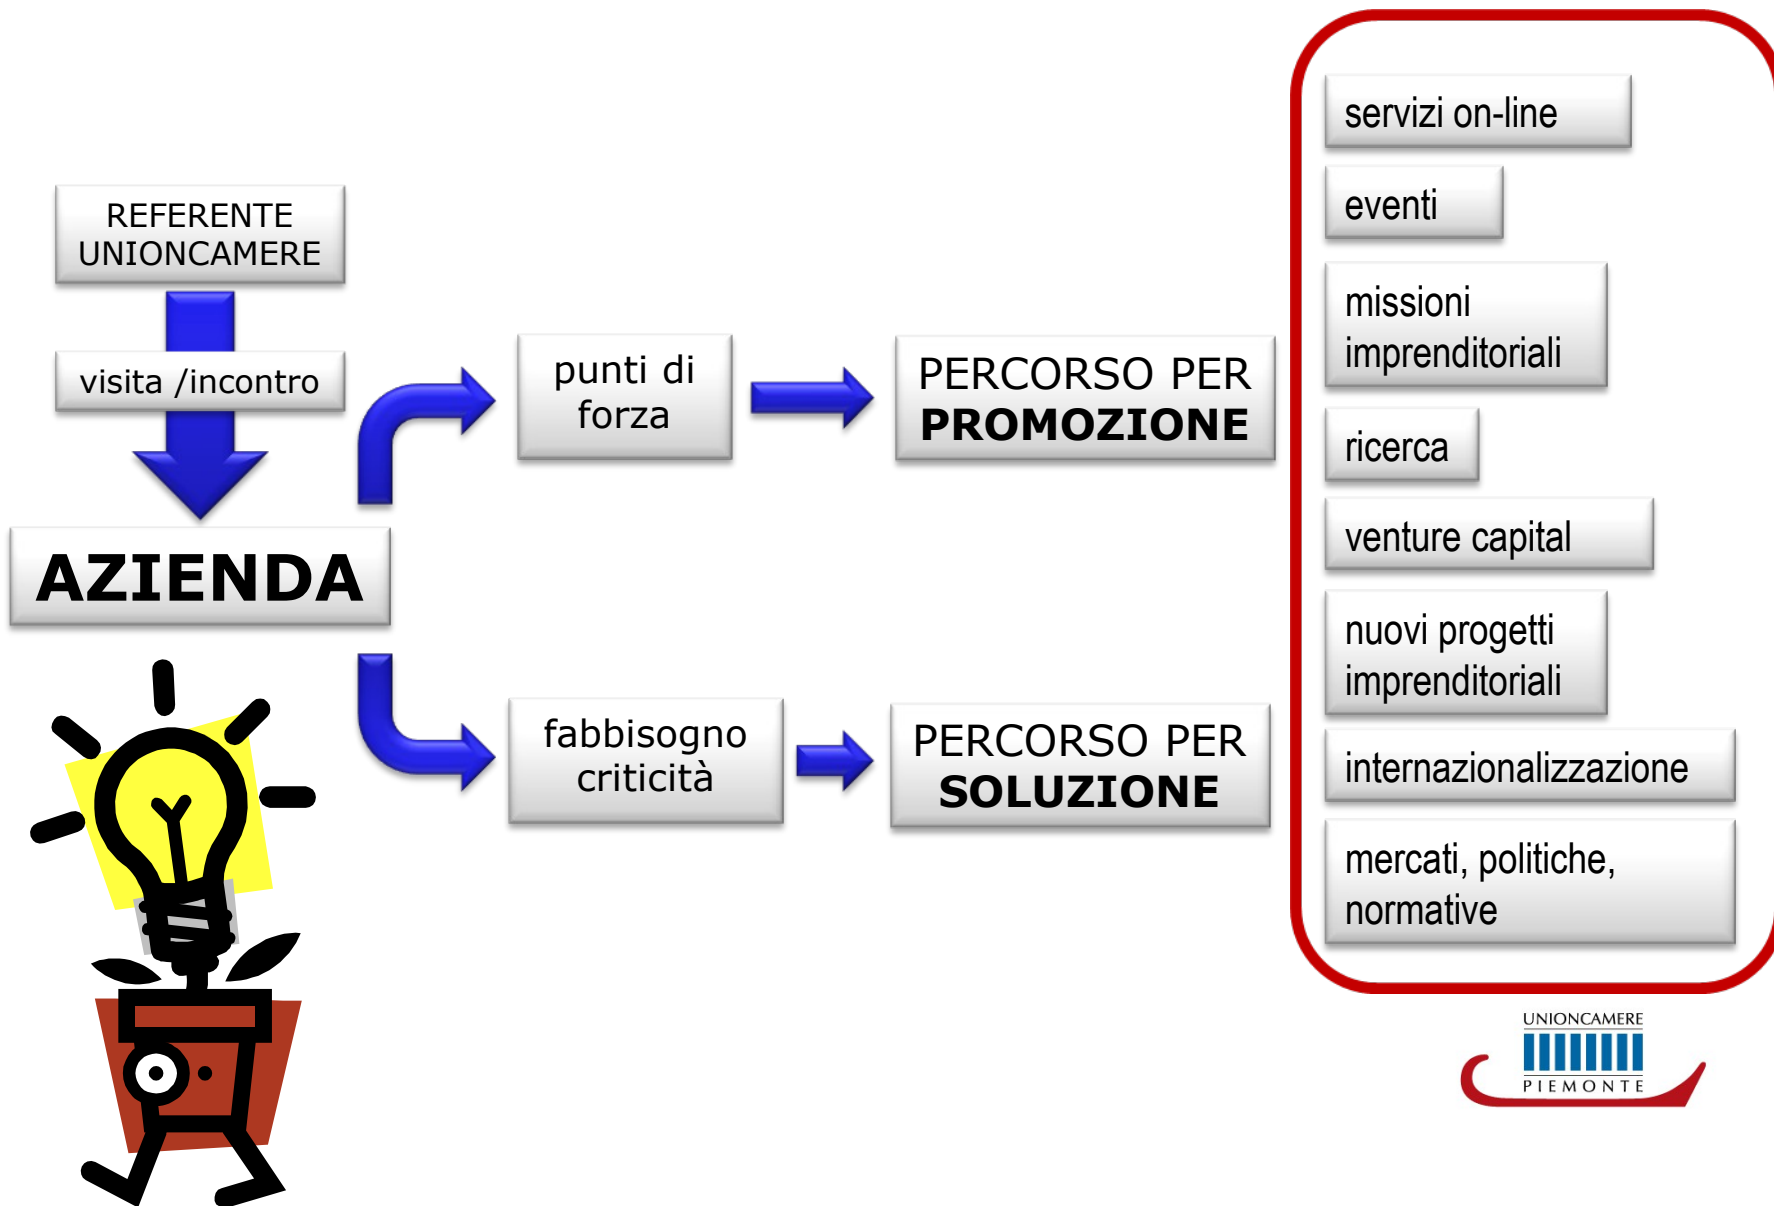 REFERENTE
UNIONCAMERE
visita /incontro
AZIENDA
punti di
forza
PERCORSO PER
PROMOZIONE
fabbisogno
criticità
PERCORSO PER
SOLUZIONE
servizi on-line
eventi
missioni
imprenditoriali
ricerca
venture capital
nuovi progetti
imprenditoriali
internazionalizzazione
mercati, politiche,
normative
UNIONCAMERE
PIEMONTE